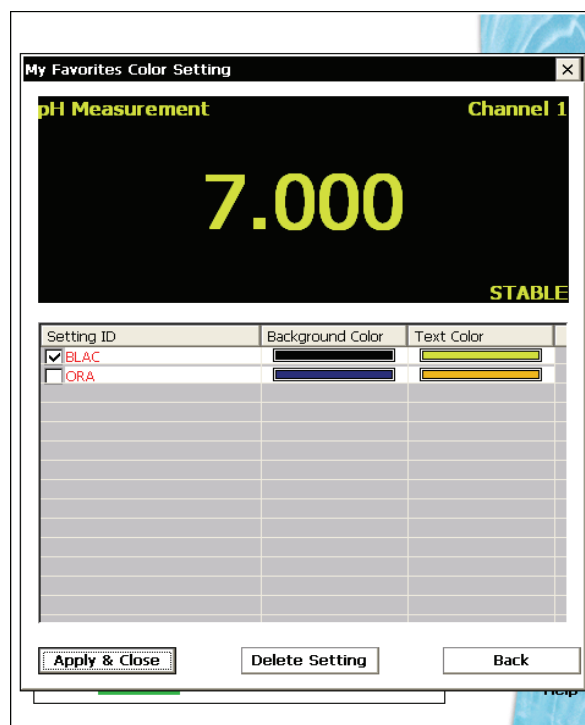 My Favorites Color Setting
pH Measurement Channel 1
7.000
STABLE
Setting ID Background Color Text Color
BLAC
ORA
Apply & Close Delete Setting Back
Help